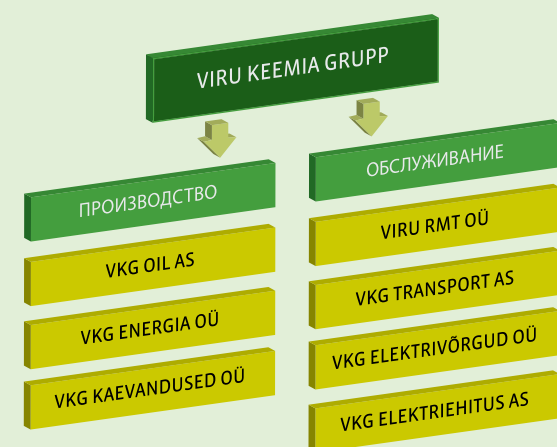 VIRU KEEMIA GRUPP
ПРОИЗВОДСТВО
VKG OIL AS
VKG ENERGIA OÜ
VKG KAEVANDUSED OÜ
ОБСЛУЖИВАНИЕ
VIRU RMT OÜ
VKG TRANSPORT AS
VKG ELEKTRIVÕRGUD OÜ
VKG ELEKTRIEHITUS AS